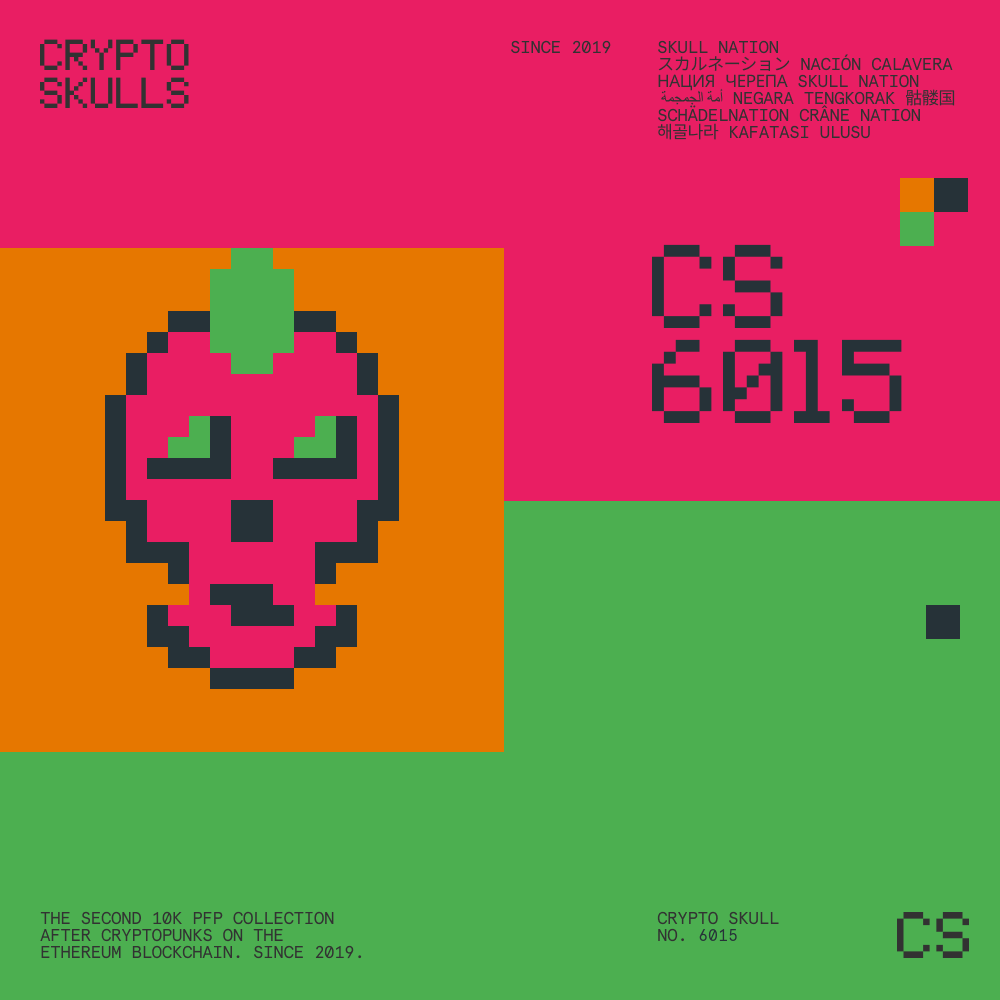 CRYPTO
SKULLS
SINCE 2019
SKULL NATION
スカルネーション NACIÓN CALAVERA
НАЦИЯ ЧЕРЕПА SKULL NATION
أمة الجمجمة NEGARA TENGKORAK 骷髅国
SCHÄDELNATION CRÂNE NATION
해골나라 KAFATASI ULUSU
CS
6015
THE SECOND 10K PFP COLLECTION
AFTER CRYPTOPUNKS ON THE
ETHEREUM BLOCKCHAIN. SINCE 2019.
CRYPTO SKULL
NO. 6015
CS